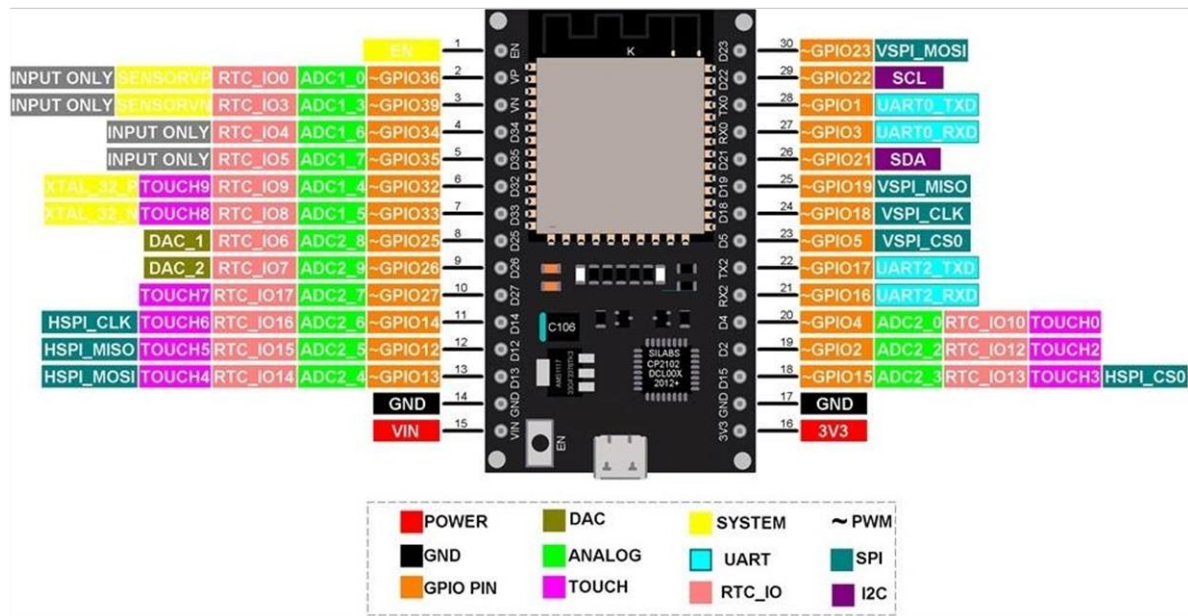 EN 1 EN D23 30 ~GPIO23 VSPI_MOSI
INPUT ONLY SENSORVP RTC_IO0 ADC1_0 ~GPIO36 2 VP D22 29 ~GPIO22 SCL
INPUT ONLY SENSORVN RTC_IO3 ADC1_3 ~GPIO39 3 VN TX0 28 ~GPIO1 UART0_TXD
INPUT ONLY RTC_IO4 ADC1_6 ~GPIO34 4 D34 RX0 27 ~GPIO3 UART0_RXD
INPUT ONLY RTC_IO5 ADC1_7 ~GPIO35 5 D35 D21 26 ~GPIO21 SDA
XTAL_32_P TOUCH9 RTC_IO9 ADC1_4 ~GPIO32 6 D32 D19 25 ~GPIO19 VSPI_MISO
XTAL_32_N TOUCH8 RTC_IO8 ADC1_5 ~GPIO33 7 D33 D18 24 ~GPIO18 VSPI_CLK
DAC_1 RTC_IO6 ADC2_8 ~GPIO25 8 D25 D5 23 ~GPIO5 VSPI_CS0
DAC_2 RTC_IO7 ADC2_9 ~GPIO26 9 D26 TX2 22 ~GPIO17 UART2_TXD
TOUCH7 RTC_IO17 ADC2_7 ~GPIO27 10 D27 RX2 21 ~GPIO16 UART2_RXD
HSPI_CLK TOUCH6 RTC_IO16 ADC2_6 ~GPIO14 11 D14 C106 D4 20 ~GPIO4 ADC2_0 RTC_IO10 TOUCH0
HSPI_MISO TOUCH5 RTC_IO15 ADC2_5 ~GPIO12 12 D12 D2 19 ~GPIO2 ADC2_2 RTC_IO12 TOUCH2
HSPI_MOSI TOUCH4 RTC_IO14 ADC2_4 ~GPIO13 13 D13 D15 18 ~GPIO15 ADC2_3 RTC_IO13 TOUCH3 HSPI_CS0
GND 14 GND GND 17 GND
VIN 15 VIN EN 3V3 16 3V3
K
SILABS
CP2102
DCL00X
2012+
POWER DAC SYSTEM ~ PWM
GND ANALOG UART SPI
GPIO PIN TOUCH RTC_IO I2C